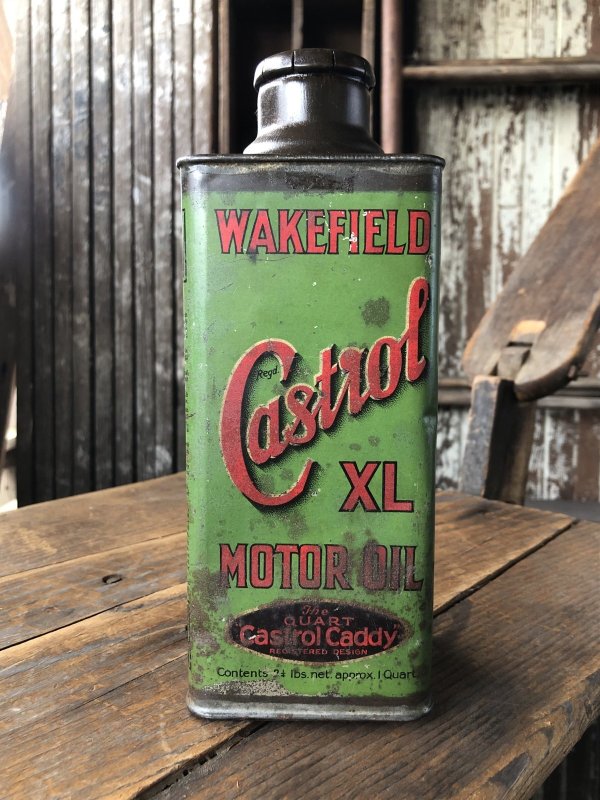 WAKEFIELD
Regd.
Castrol
XL
MOTOR OIL
The
QUART
"Castrol Caddy"
REGISTERED DESIGN
Contents 2¼ lbs. net. approx. 1 Quart.